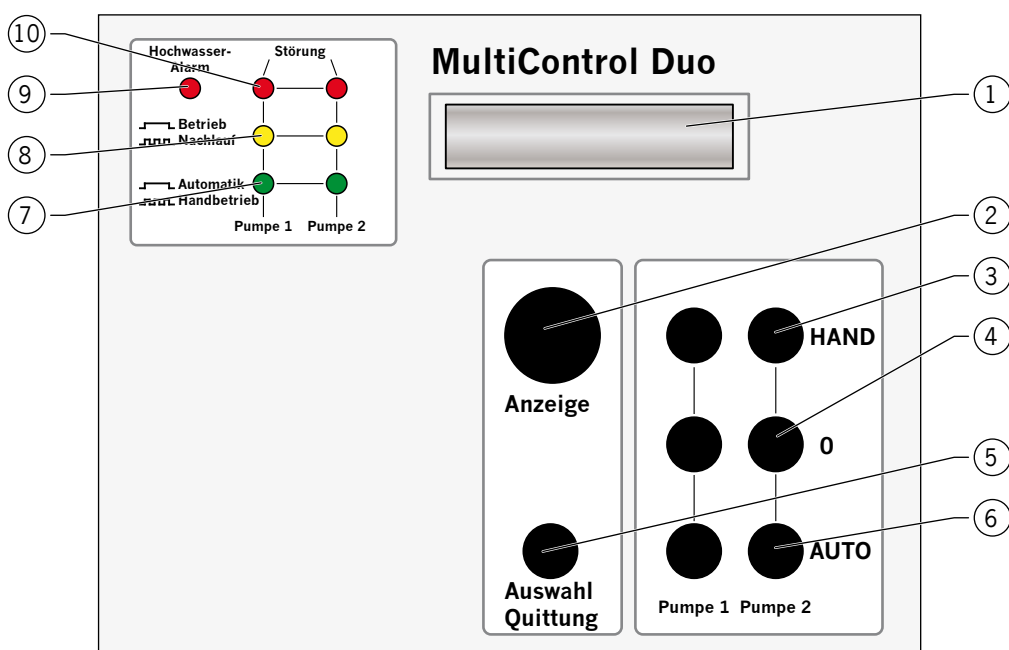 10
9
8
7
Hochwasser-
Alarm
Störung
Betrieb
Nachlauf
Automatik
Handbetrieb
Pumpe 1 Pumpe 2
MultiControl Duo
1
2
3
4
5
6
Anzeige
Auswahl
Quittung
HAND
0
AUTO
Pumpe 1 Pumpe 2